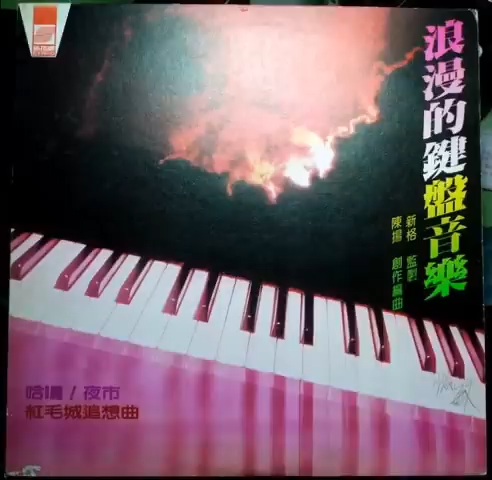 浪漫的鍵盤音樂
新格 監製
陳揚 創作編曲
哈囉!夜市
紅毛城追想曲